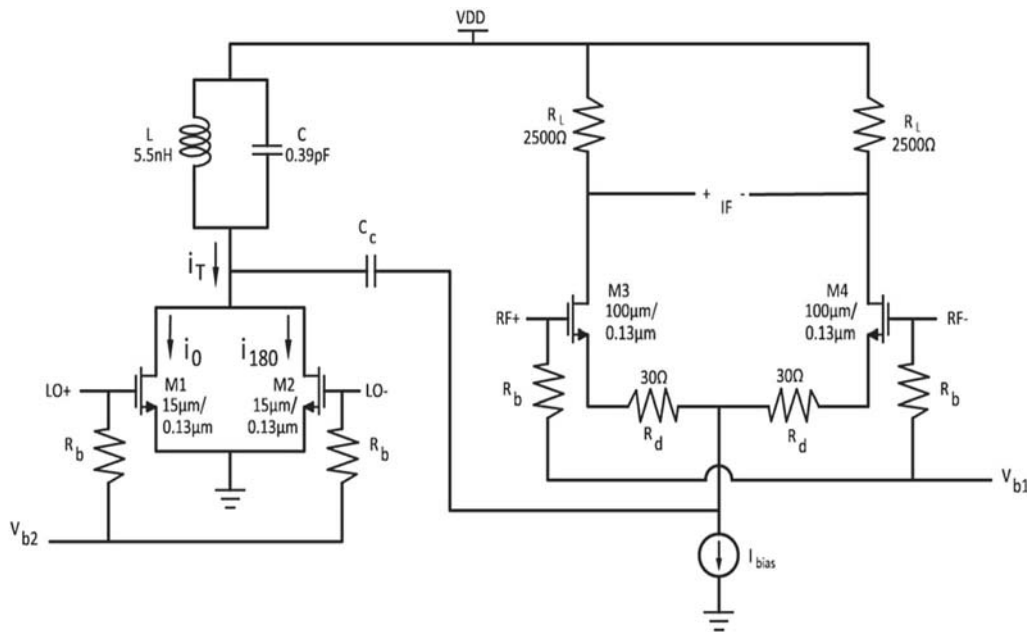 VDD
L
5.5nH
C
0.39pF
R L
2500Ω
R L
2500Ω
+ IF -
C c
i T
i 0
i 180
LO+
M1
15µm/
0.13µm
M2
15µm/
0.13µm
LO-
R b
R b
V b2
RF+
M3
100µm/
0.13µm
M4
100µm/
0.13µm
RF-
R b
30Ω
R d
30Ω
R d
R b
V b1
I bias